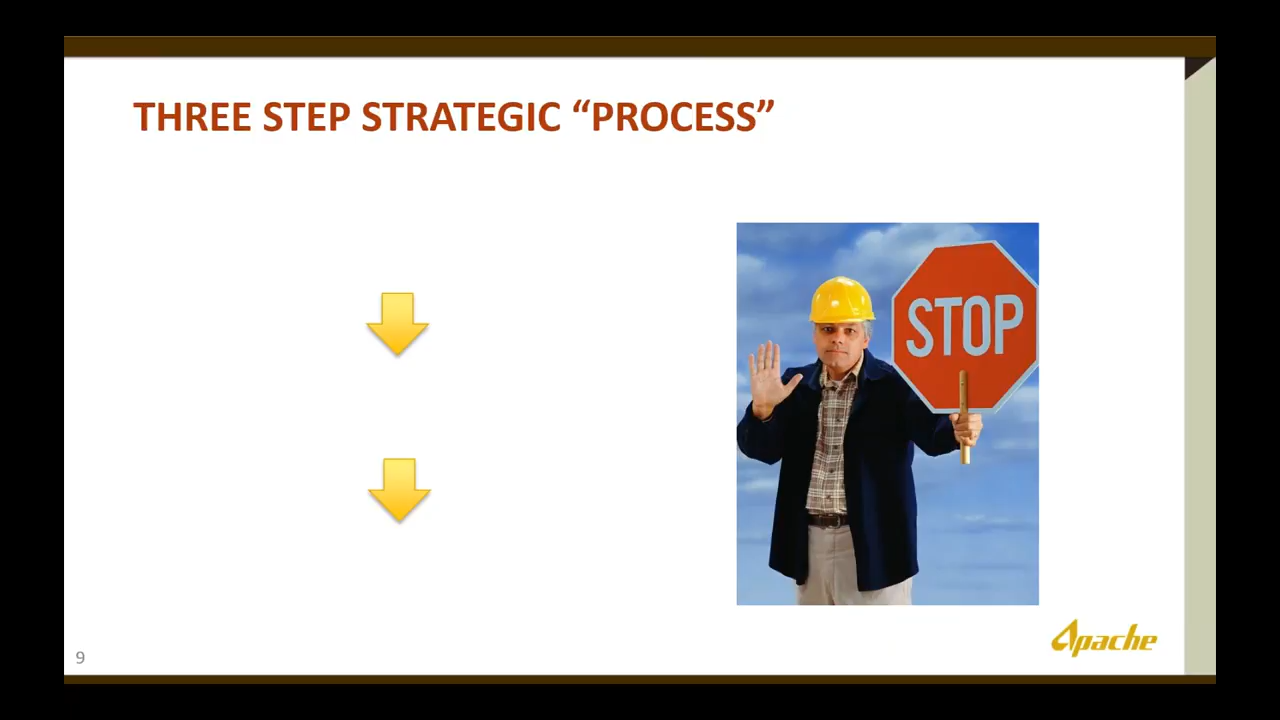 THREE STEP STRATEGIC “PROCESS”
STOP
Apache
9